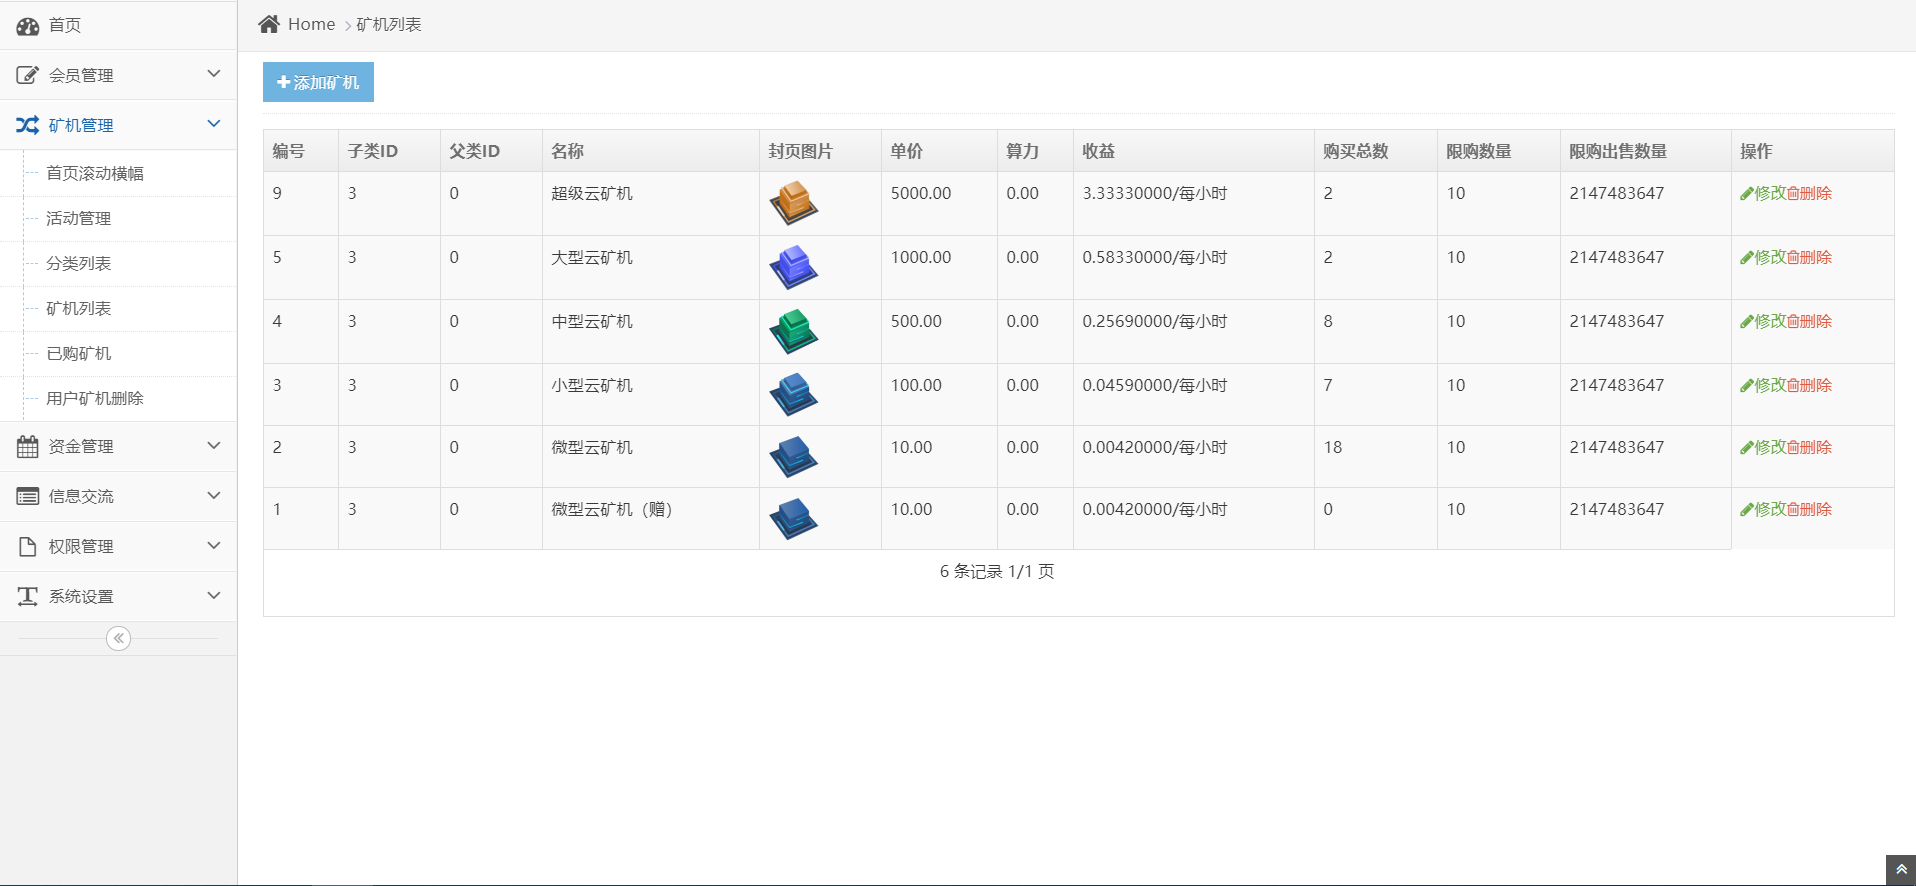 首页
会员管理
矿机管理
首页滚动横幅
活动管理
分类列表
矿机列表
已购矿机
用户矿机删除
资金管理
信息交流
权限管理
系统设置
Home 矿机列表
添加矿机
编号 子类ID 父类ID 名称 封页图片 单价 算力 收益 购买总数 限购数量 限购出售数量 操作
9 3 0 超级云矿机 5000.00 0.00 3.33330000/每小时 2 10 2147483647 修改删除
5 3 0 大型云矿机 1000.00 0.00 0.58330000/每小时 2 10 2147483647 修改删除
4 3 0 中型云矿机 500.00 0.00 0.25690000/每小时 8 10 2147483647 修改删除
3 3 0 小型云矿机 100.00 0.00 0.04590000/每小时 7 10 2147483647 修改删除
2 3 0 微型云矿机 10.00 0.00 0.00420000/每小时 18 10 2147483647 修改删除
1 3 0 微型云矿机（赠） 10.00 0.00 0.00420000/每小时 0 10 2147483647 修改删除
6 条记录 1/1 页